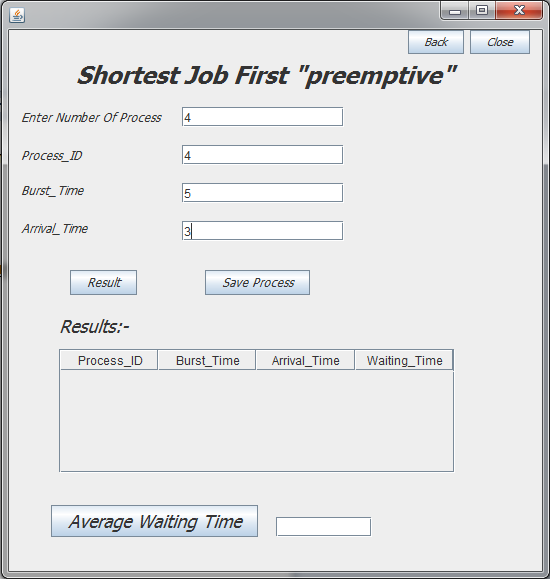 Back Close
Shortest Job First "preemptive"
Enter Number Of Process 4
Process_ID 4
Burst_Time 5
Arrival_Time 3
Result Save Process
Results:-
Process_ID Burst_Time Arrival_Time Waiting_Time
Average Waiting Time